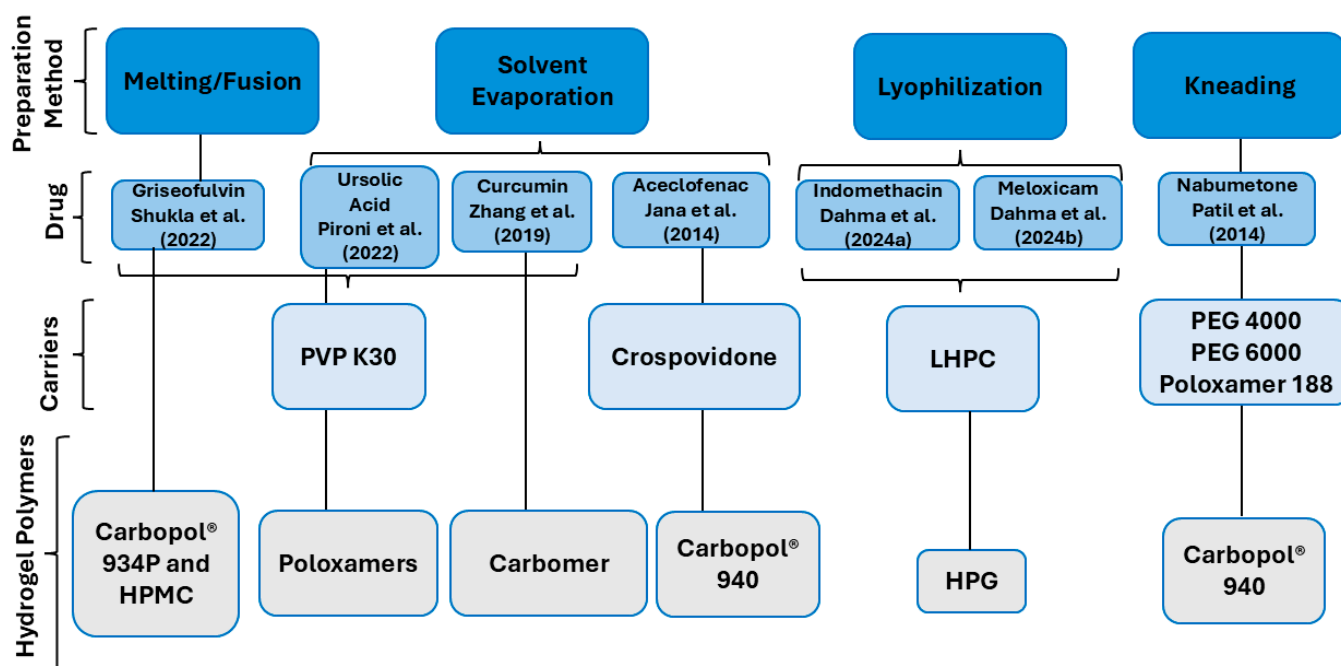 Preparation
Method
Melting/Fusion
Solvent
Evaporation
Lyophilization
Kneading
Drug
Griseofulvin
Shukla et al.
(2022)
Ursolic
Acid
Pironi et al.
(2022)
Curcumin
Zhang et al.
(2019)
Aceclofenac
Jana et al.
(2014)
Indomethacin
Dahma et al.
(2024a)
Meloxicam
Dahma et al.
(2024b)
Nabumetone
Patil et al.
(2014)
Carriers
PVP K30
Crospovidone
LHPC
PEG 4000
PEG 6000
Poloxamer 188
Hydrogel Polymers
Carbopol®
934P and
HPMC
Poloxamers
Carbomer
Carbopol®
940
HPG
Carbopol®
940